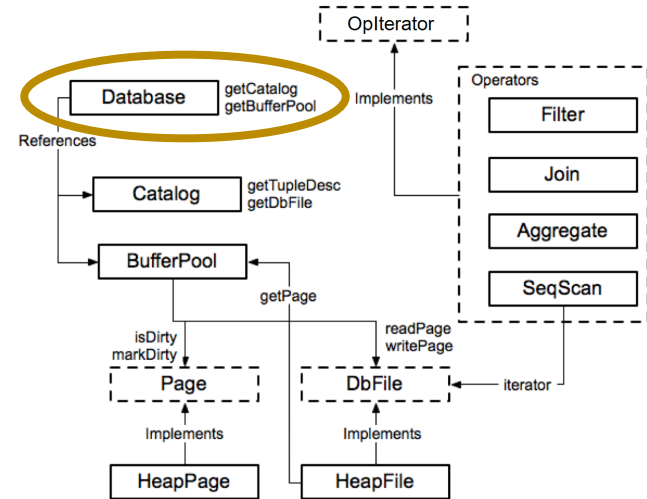 OpIterator
Operators
Database
getCatalog
getBufferPool
Implements
Filter
References
Join
Catalog
getTupleDesc
getDbFile
Aggregate
BufferPool
SeqScan
getPage
isDirty
markDirty
readPage
writePage
Page
DbFile
iterator
Implements
Implements
HeapPage
HeapFile